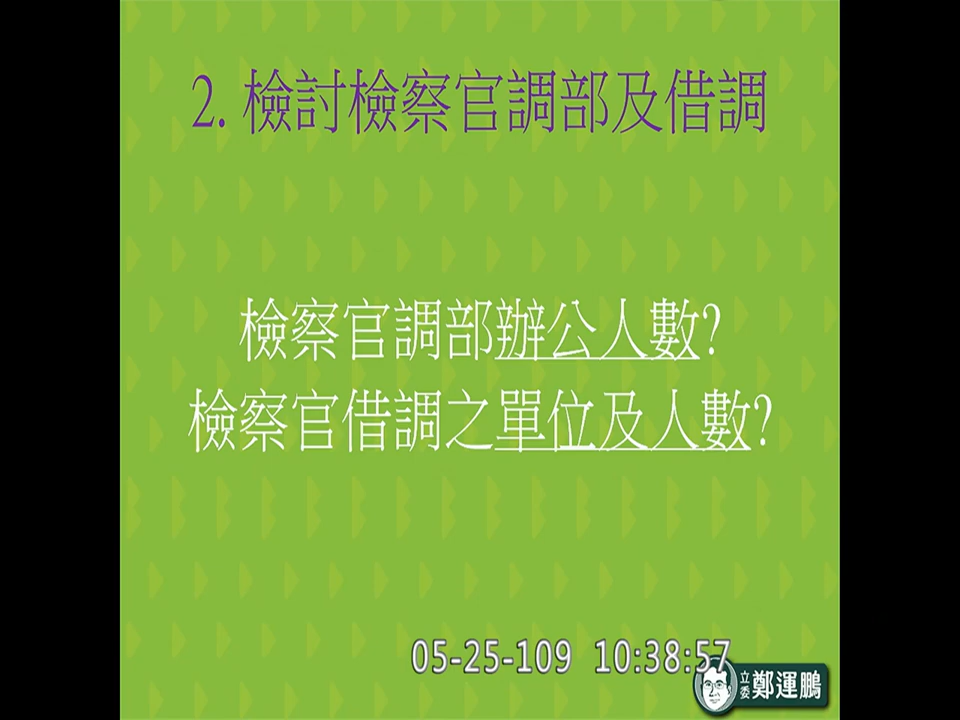 2. 檢討檢察官調部及借調
檢察官調部辦公人數?
檢察官借調之單位及人數?
05-25-109 10:38:57
立委 鄭運鵬